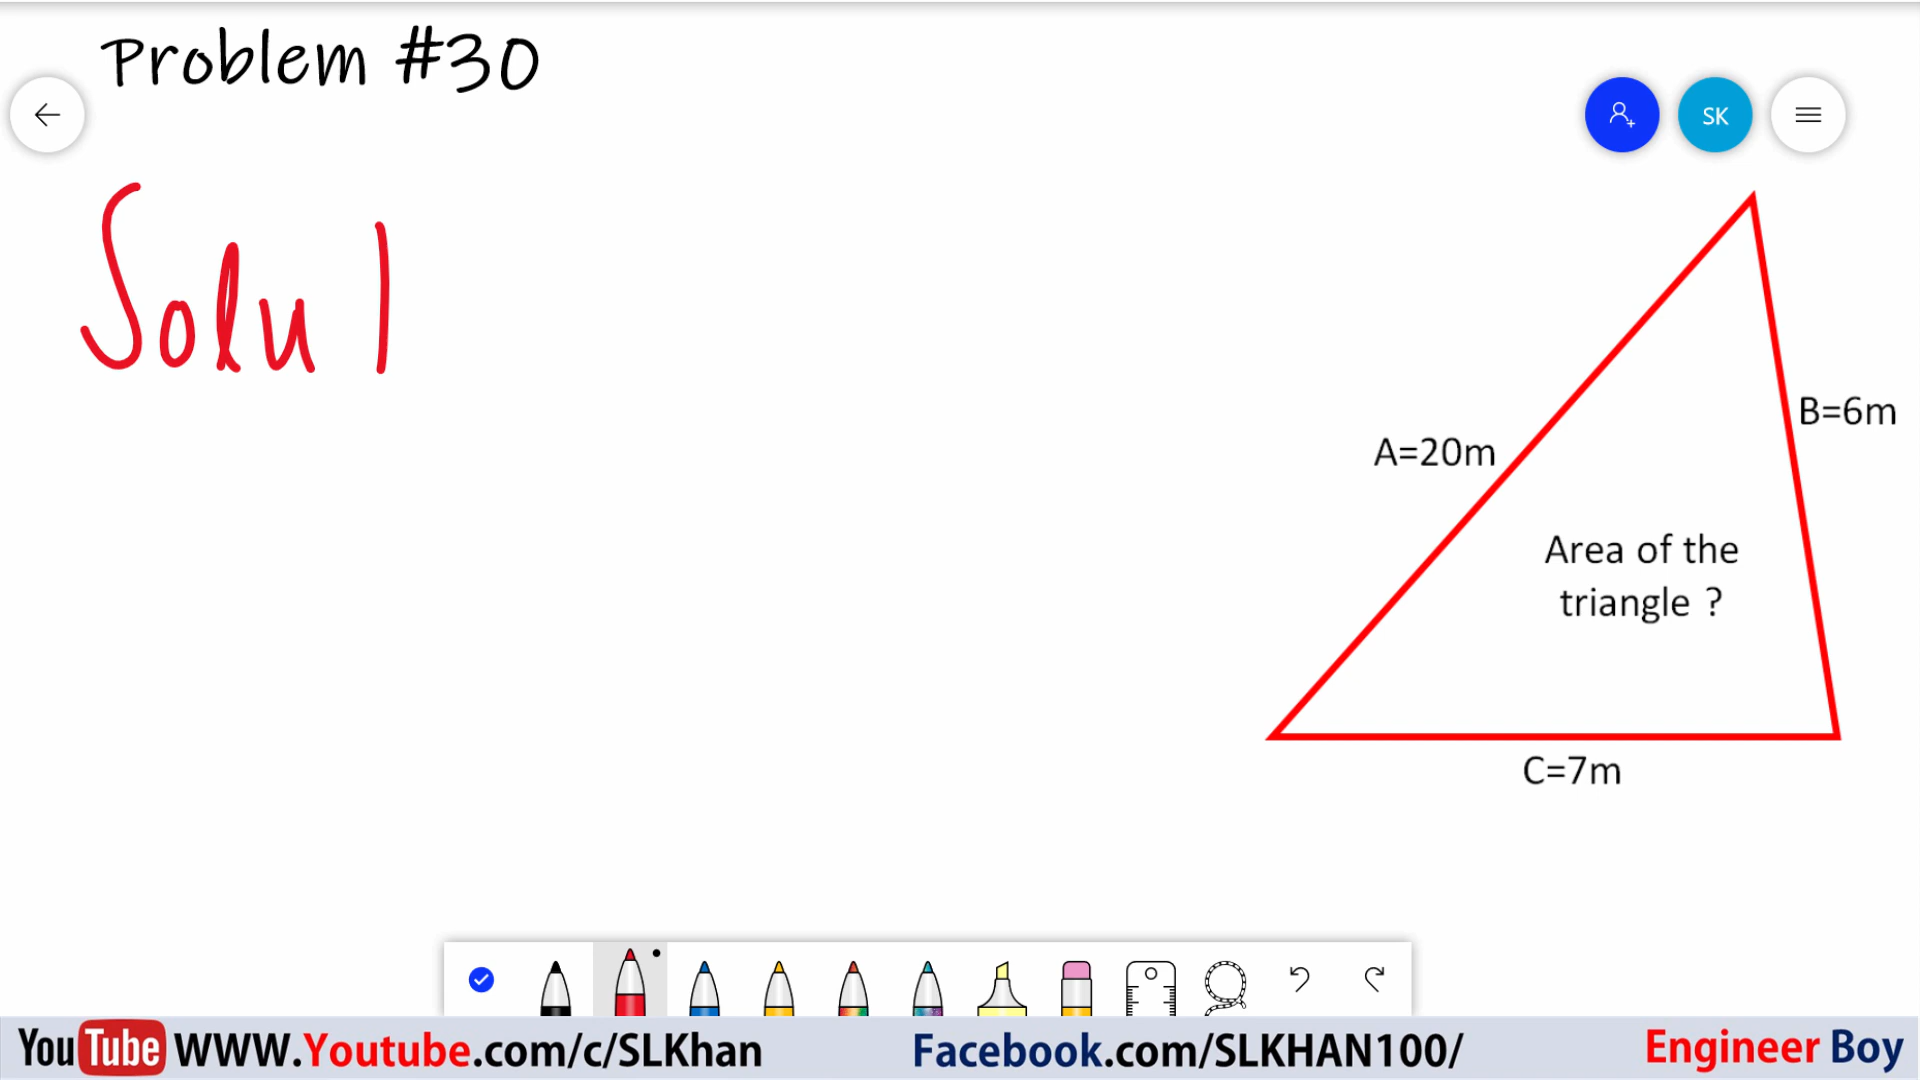 Problem #30
SK
Solu
A=20m
B=6m
Area of the
triangle ?
C=7m
YouTube WWW.Youtube.com/c/SLKhan Facebook.com/SLKHAN100/ Engineer Boy